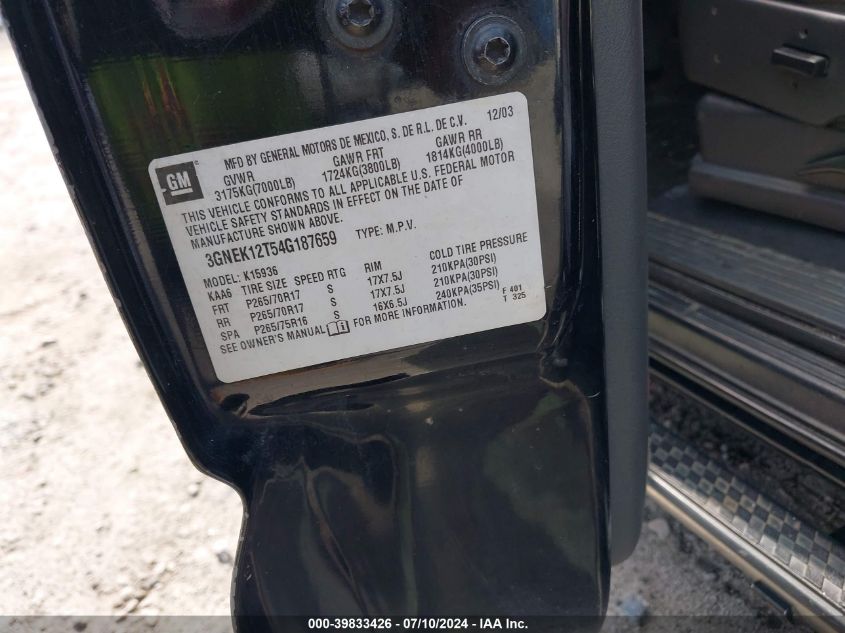 MFD BY GENERAL MOTORS DE MEXICO, S. DE R.L. DE C.V. 12/03
GM
GVWR GAWR FRT GAWR RR
3175KG(7000LB) 1724KG(3800LB) 1814KG(4000LB)
THIS VEHICLE CONFORMS TO ALL APPLICABLE U.S. FEDERAL MOTOR
VEHICLE SAFETY STANDARDS IN EFFECT ON THE DATE OF
MANUFACTURE SHOWN ABOVE.
3GNEK12T54G187659 TYPE: M.P.V.
MODEL: K15936
KAA6 TIRE SIZE SPEED RTG RIM COLD TIRE PRESSURE
FRT P265/70R17 S 17X7.5J 210KPA(30PSI)
RR P265/70R17 S 17X7.5J 210KPA(30PSI)
SPA P265/75R16 S 16X6.5J 240KPA(35PSI)
SEE OWNER'S MANUAL FOR MORE INFORMATION. F 401
T 325
000-39833426 - 07/10/2024 - IAA Inc.